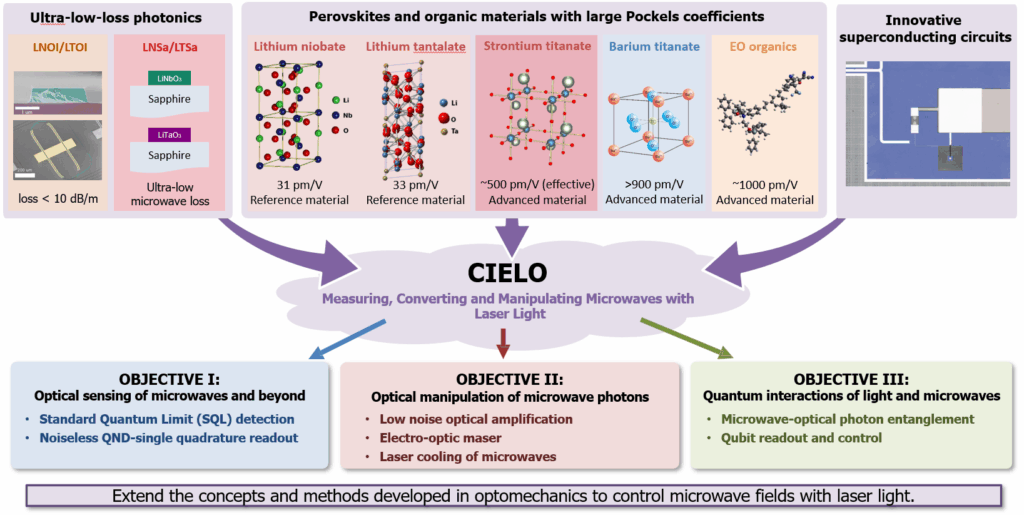 Ultra-low-loss photonics
LNOI/LTOI
LNSa/LTSa
LiNbO₃
Sapphire
LiTaO₃
Sapphire
loss < 10 dB/m
Ultra-low
microwave loss
Perovskites and organic materials with large Pockels coefficients
Lithium niobate
Li
Nb
O
31 pm/V
Reference material
Lithium tantalate
Li
O
Ta
33 pm/V
Reference material
Strontium titanate
~500 pm/V (effective)
Advanced material
Barium titanate
>900 pm/V
Advanced material
EO organics
~1000 pm/V
Advanced material
Innovative
superconducting circuits
CIELO
Measuring, Converting and Manipulating Microwaves with
Laser Light
OBJECTIVE I:
Optical sensing of microwaves and beyond
• Standard Quantum Limit (SQL) detection
• Noiseless QND-single quadrature readout
OBJECTIVE II:
Optical manipulation of microwave photons
• Low noise optical amplification
• Electro-optic maser
• Laser cooling of microwaves
OBJECTIVE III:
Quantum interactions of light and microwaves
• Microwave-optical photon entanglement
• Qubit readout and control
Extend the concepts and methods developed in optomechanics to control microwave fields with laser light.